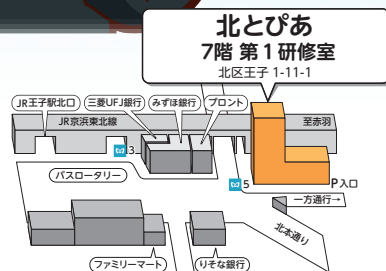 北とぴあ
7階 第1研修室
北区王子 1-11-1
JR王子駅北口 三菱UFJ銀行 みずほ銀行 プロント
JR京浜東北線 至赤羽
3
バスロータリー
5
P入口
一方通行→
北本通り
ファミリーマート りそな銀行